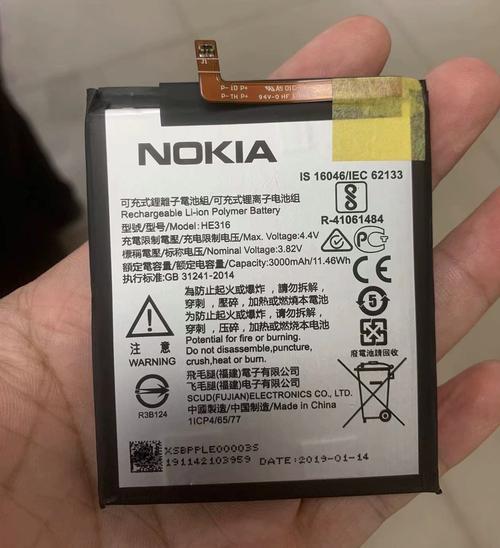 J1
P- ID P+
P- TH P+
94V-0 HF
NOKIA
IS 16046/IEC 62133
R-41061484
可充式鋰離子電池組/可充式锂离子电池组
Rechargeable Li-ion Polymer Battery
型號/型号/Model: HE316
充電限制電壓/充电限制电压/Max. Voltage: 4.4V
標稱電壓/标称电压/Nominal Voltage: 3.82V
額定容量/额定容量/Capacity: 3000mAh/11.46Wh
执行标准:GB 31241-2014
PG
CE
5
為防止起火或爆炸，請勿拆解，
穿刺，壓碎，加熱或燃燒本電池
为防止起火或爆炸，请勿拆解，
穿刺，压碎，加热或燃烧本电池
Potential for fire or burning.
Do not disassemble,puncture,
crush,heat or burn.
注意
WARNING
廢電池請回收
R3B124
飛毛腿(福建)電子有限公司
飞毛腿(福建)电子有限公司
SCUD(FUJIAN)ELECTRONICS CO.,LTD
中國製造/中国制造/Made in China
1ICP4/65/77
XSBPPLE00003S
191142103959 DATE:2019-01-14